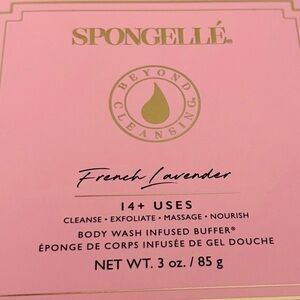 SPONGELLÉ®
BEYOND
CLEANSING®
French Lavender
14+ USES
CLEANSE • EXFOLIATE • MASSAGE • NOURISH
BODY WASH INFUSED BUFFER®
ÉPONGE DE CORPS INFUSÉE DE GEL DOUCHE
NET WT. 3 oz. / 85 g